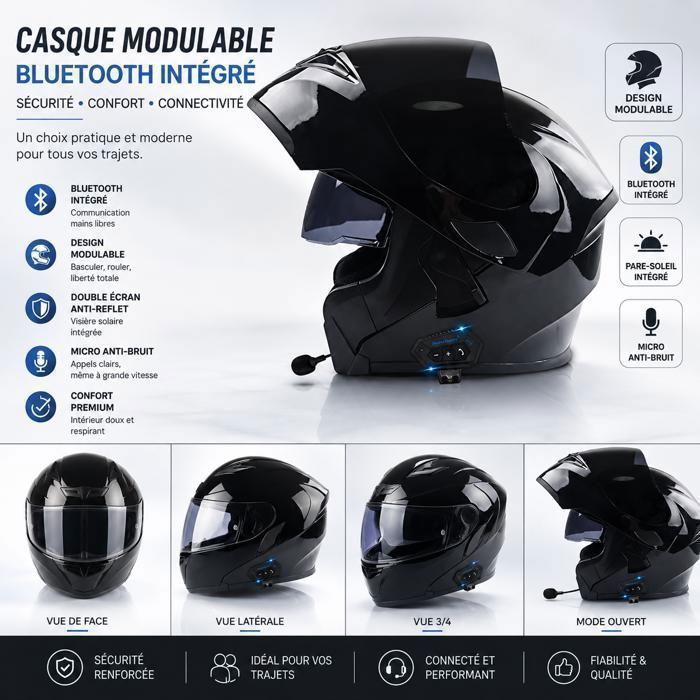 CASQUE MODULABLE
BLUETOOTH INTÉGRÉ
SÉCURITÉ • CONFORT • CONNECTIVITÉ
Un choix pratique et moderne
pour tous vos trajets.
BLUETOOTH
INTÉGRÉ
Communication
mains libres
DESIGN
MODULABLE
Basculer, rouler,
liberté totale
DOUBLE ÉCRAN
ANTI-REFLET
Visière solaire
intégrée
MICRO ANTI-BRUIT
Appels clairs,
même à grande vitesse
CONFORT
PREMIUM
Intérieur doux et
respirant
DESIGN
MODULABLE
BLUETOOTH
INTÉGRÉ
PARE-SOLEIL
INTÉGRÉ
MICRO
ANTI-BRUIT
VUE DE FACE
VUE LATÉRALE
VUE 3/4
MODE OUVERT
SÉCURITÉ
RENFORCÉE
IDÉAL POUR VOS
TRAJETS
CONNECTÉ ET
PERFORMANT
FIABILITÉ &
QUALITÉ